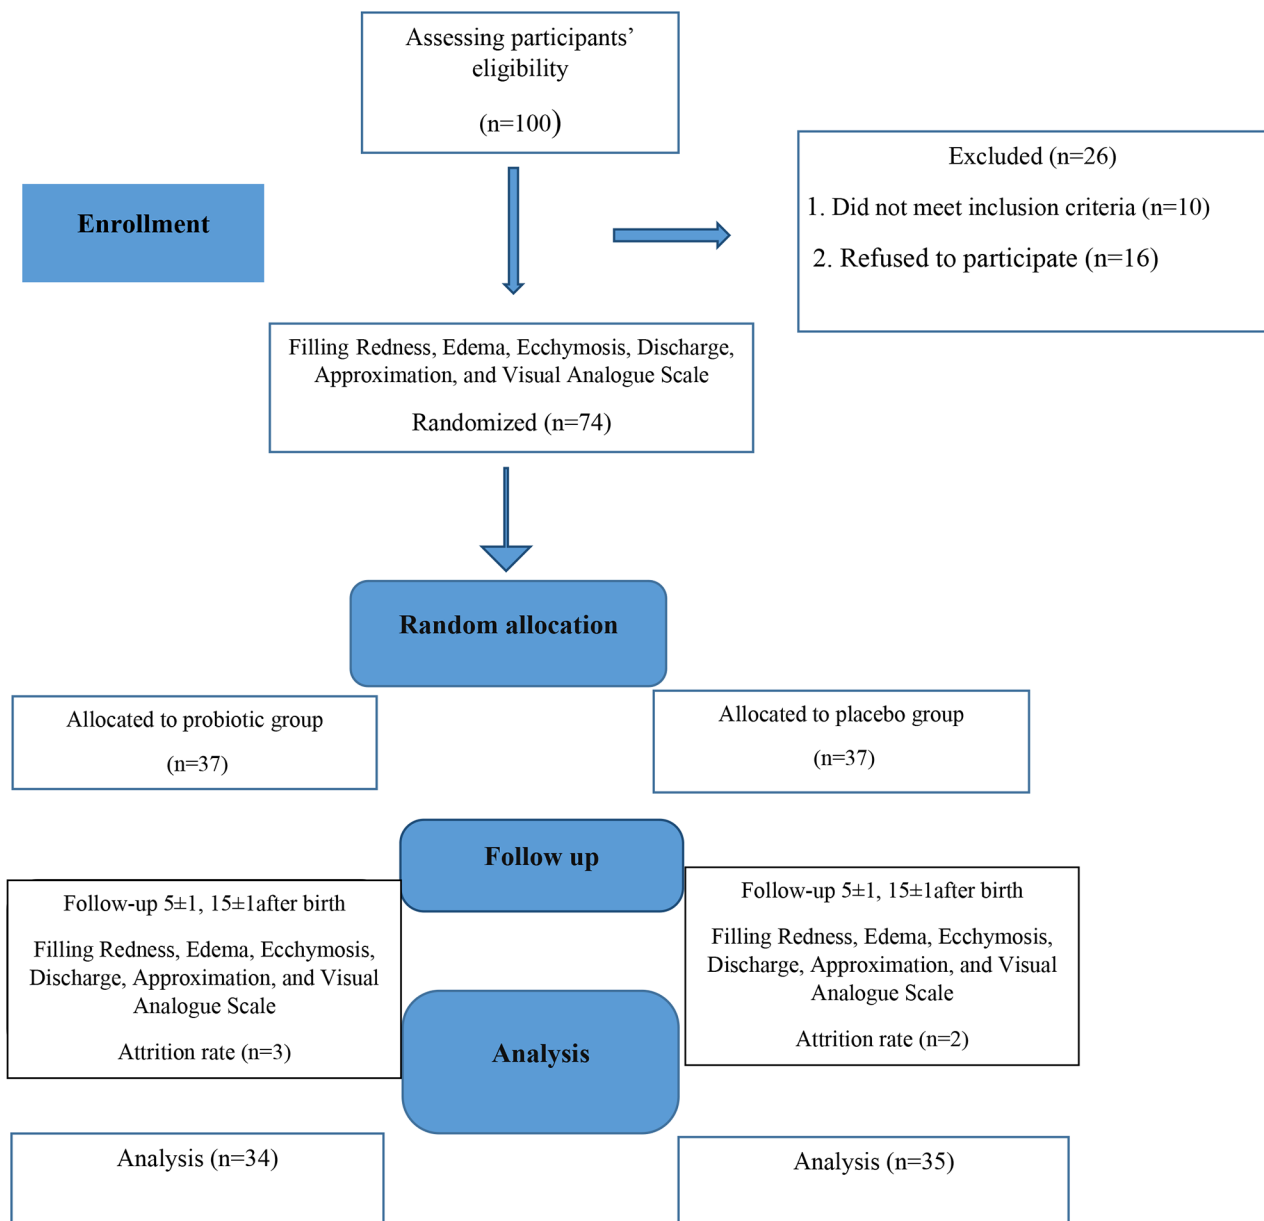 Assessing participants’
eligibility
(n=100)
Excluded (n=26)
1. Did not meet inclusion criteria (n=10)
2. Refused to participate (n=16)
Enrollment
Filling Redness, Edema, Ecchymosis, Discharge,
Approximation, and Visual Analogue Scale
Randomized (n=74)
Random allocation
Allocated to probiotic group
(n=37)
Allocated to placebo group
(n=37)
Follow up
Follow-up 5±1, 15±1after birth
Filling Redness, Edema, Ecchymosis,
Discharge, Approximation, and Visual
Analogue Scale
Attrition rate (n=3)
Follow-up 5±1, 15±1after birth
Filling Redness, Edema, Ecchymosis,
Discharge, Approximation, and Visual
Analogue Scale
Attrition rate (n=2)
Analysis
Analysis (n=34)
Analysis (n=35)